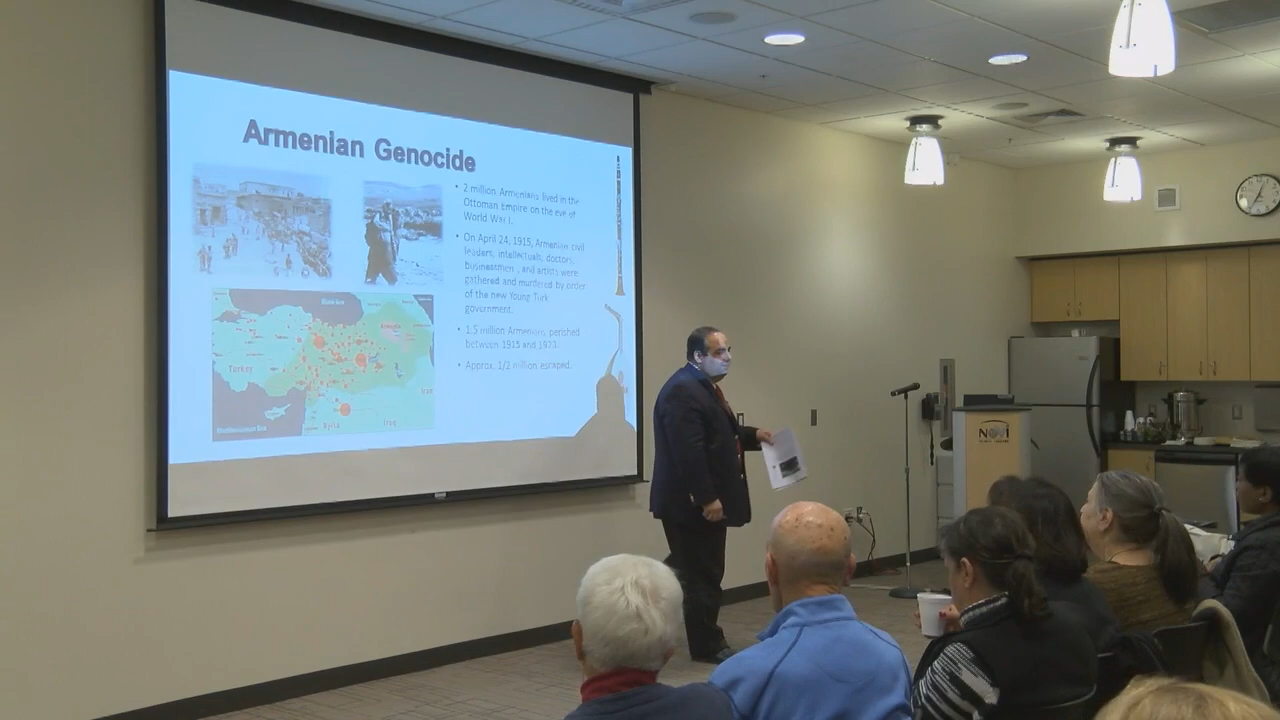 Armenian Genocide
• 2 million Armenians lived in the
Ottoman Empire on the eve of
World War I.
• On April 24, 1915, Armenian civil
leaders, intellectuals, doctors,
businessmen, and artists were
gathered and murdered by order
of the new Young Turk
government.
• 1.5 million Armenians perished
between 1915 and 1923.
• Approx. 1/2 million escaped.
Black Sea
Turkey
Syria
Iraq
Iran
Mediterranean Sea
NOVI